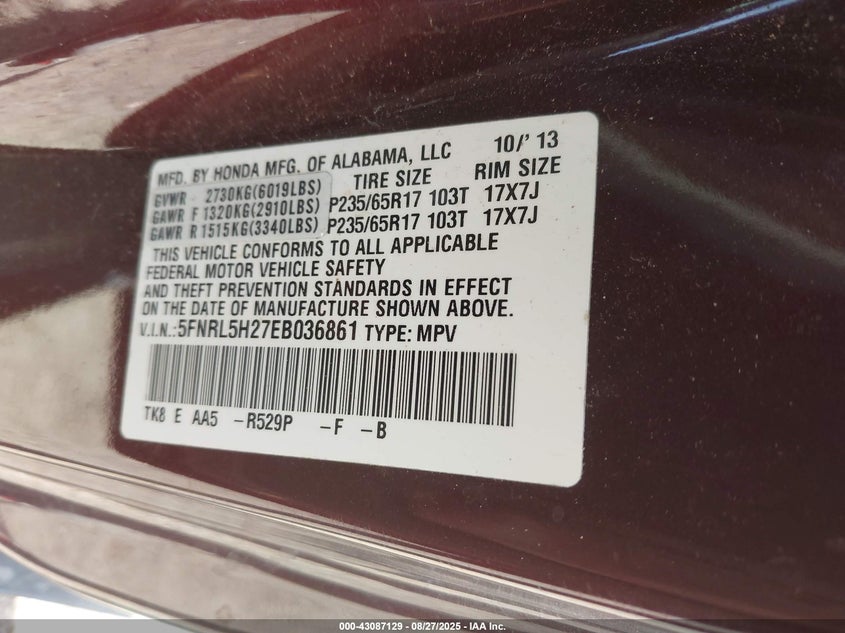 MFD. BY HONDA MFG. OF ALABAMA, LLC 10/'13
GVWR 2730KG(6019LBS) TIRE SIZE RIM SIZE
GAWR F 1320KG(2910LBS) P235/65R17 103T 17X7J
GAWR R 1515KG(3340LBS) P235/65R17 103T 17X7J
THIS VEHICLE CONFORMS TO ALL APPLICABLE
FEDERAL MOTOR VEHICLE SAFETY
AND THEFT PREVENTION STANDARDS IN EFFECT
ON THE DATE OF MANUFACTURE SHOWN ABOVE.
V.I.N.:5FNRL5H27EB036861 TYPE: MPV
TK8 E AA5 -R529P -F -B
000-43087129 - 08/27/2025 - IAA Inc.